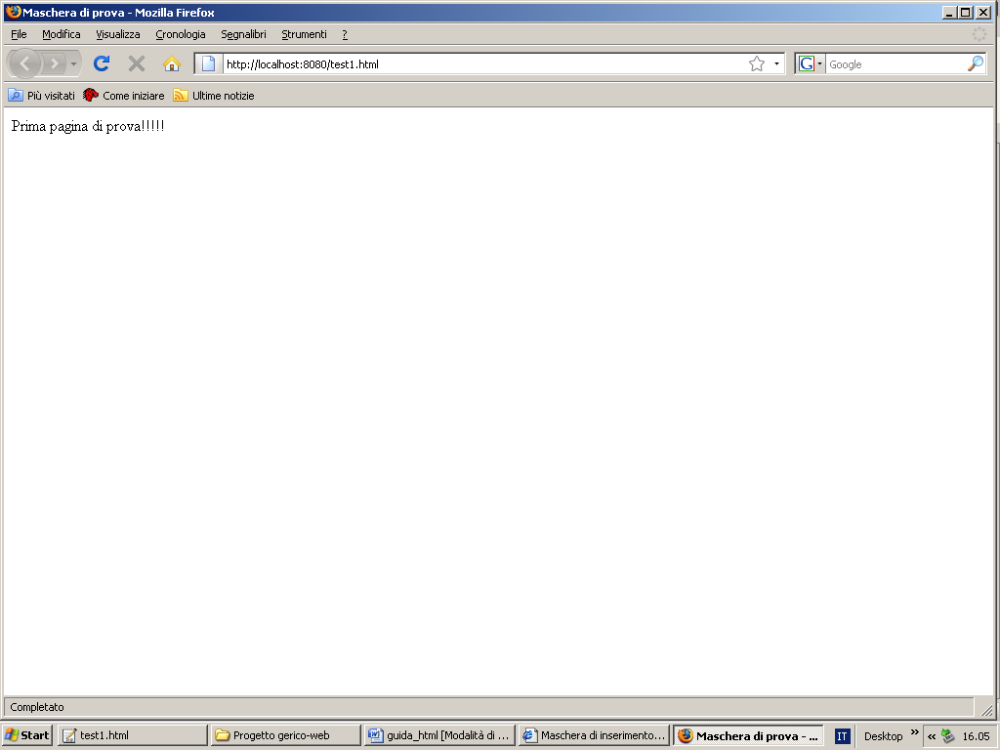 Maschera di prova - Mozilla Firefox
File Modifica Visualizza Cronologia Segnalibri Strumenti ?
http://localhost:8080/test1.html G Google
Più visitati Come iniziare Ultime notizie
Prima pagina di prova!!!!!
Completato
Start test1.html Progetto gerico-web guida_html [Modalità di ... Maschera di inserimento... Maschera di prova - ... IT Desktop » « 16.05